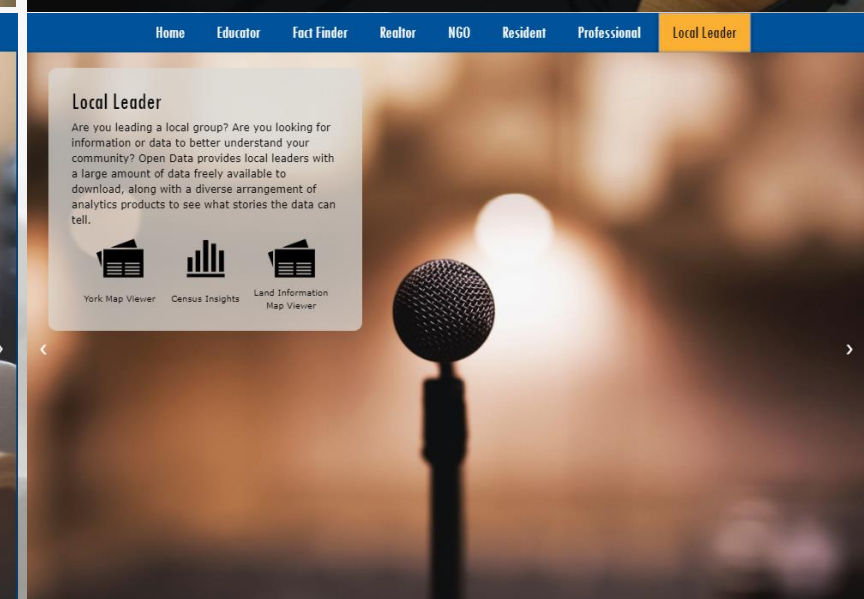 Home Educator Fact Finder Realtor NGO Resident Professional Local Leader
Local Leader
Are you leading a local group? Are you looking for
information or data to better understand your
community? Open Data provides local leaders with
a large amount of data freely available to
download, along with a diverse arrangement of
analytics products to see what stories the data can
tell.
York Map Viewer Census Insights Land Information
Map Viewer